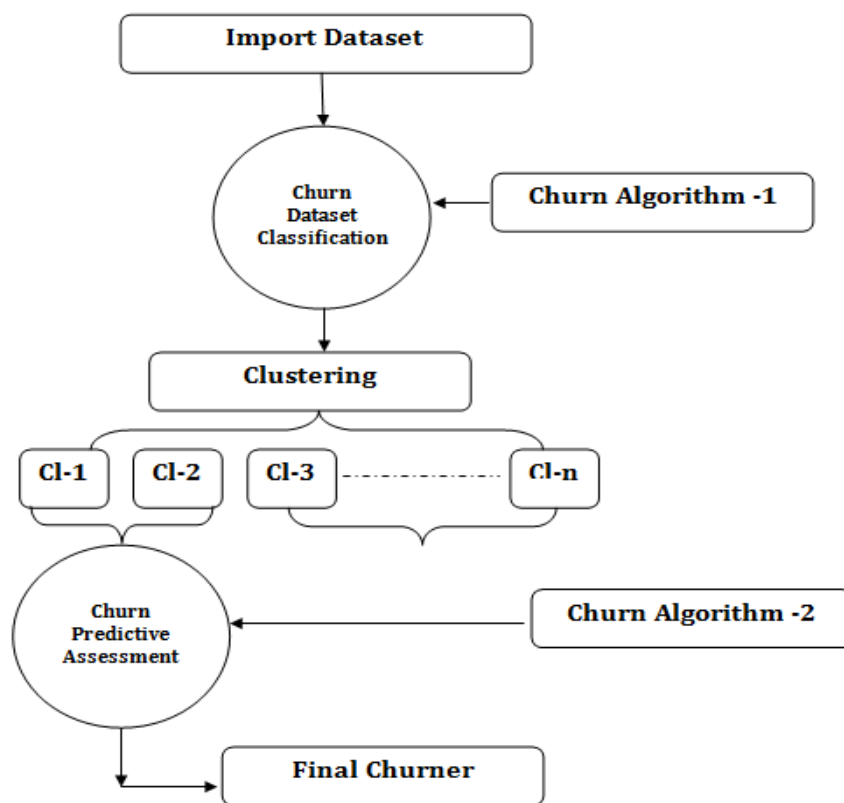 Import Dataset
Churn
Dataset
Classification
Churn Algorithm -1
Clustering
Cl-1
Cl-2
Cl-3
Cl-n
Churn
Predictive
Assessment
Churn Algorithm -2
Final Churner